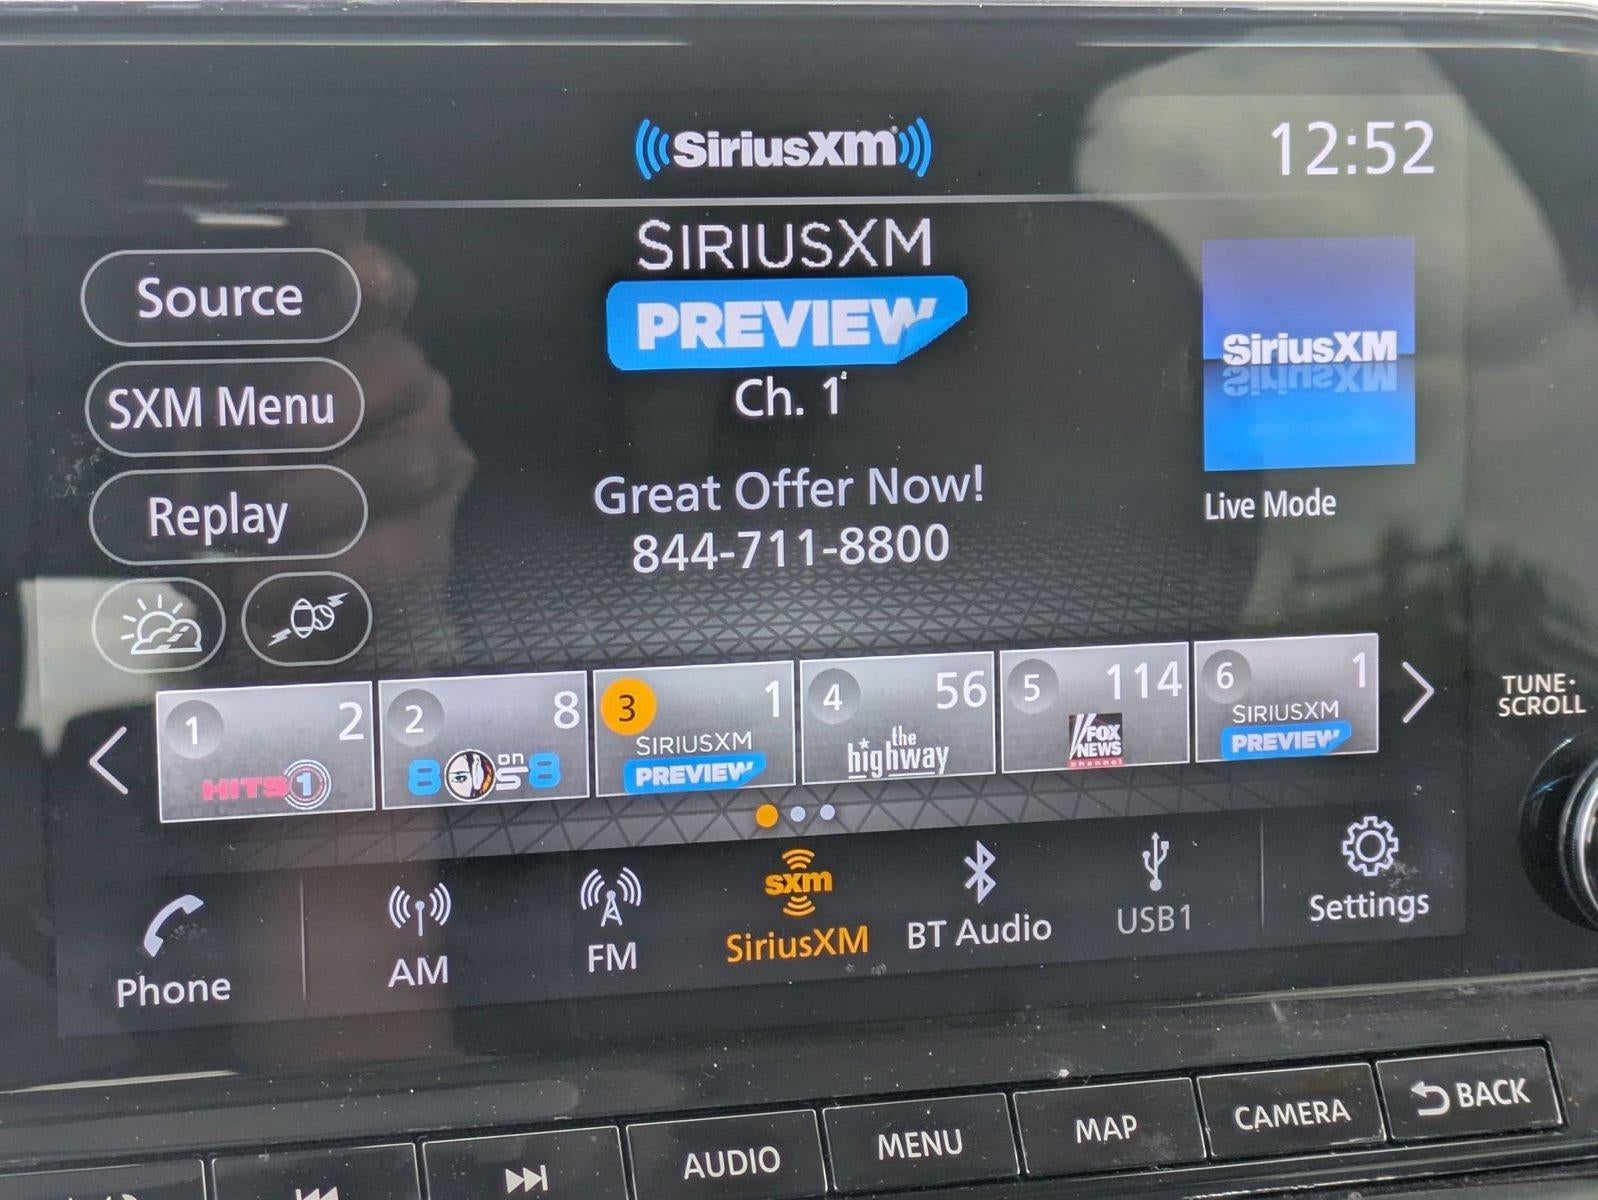 SiriusXM
12:52
SIRIUSXM
PREVIEW
Ch. 1
Great Offer Now!
844-711-8800
Source
SXM Menu
Replay
SiriusXM
Live Mode
1 2
HITS 1
2 8
80s on 8
3 1
SIRIUSXM
PREVIEW
4 56
the
highway
5 114
FOX
NEWS
channel
6 1
SIRIUSXM
PREVIEW
TUNE·
SCROLL
Phone
AM
FM
sxm
SiriusXM
BT Audio
USB1
Settings
AUDIO
MENU
MAP
CAMERA
BACK